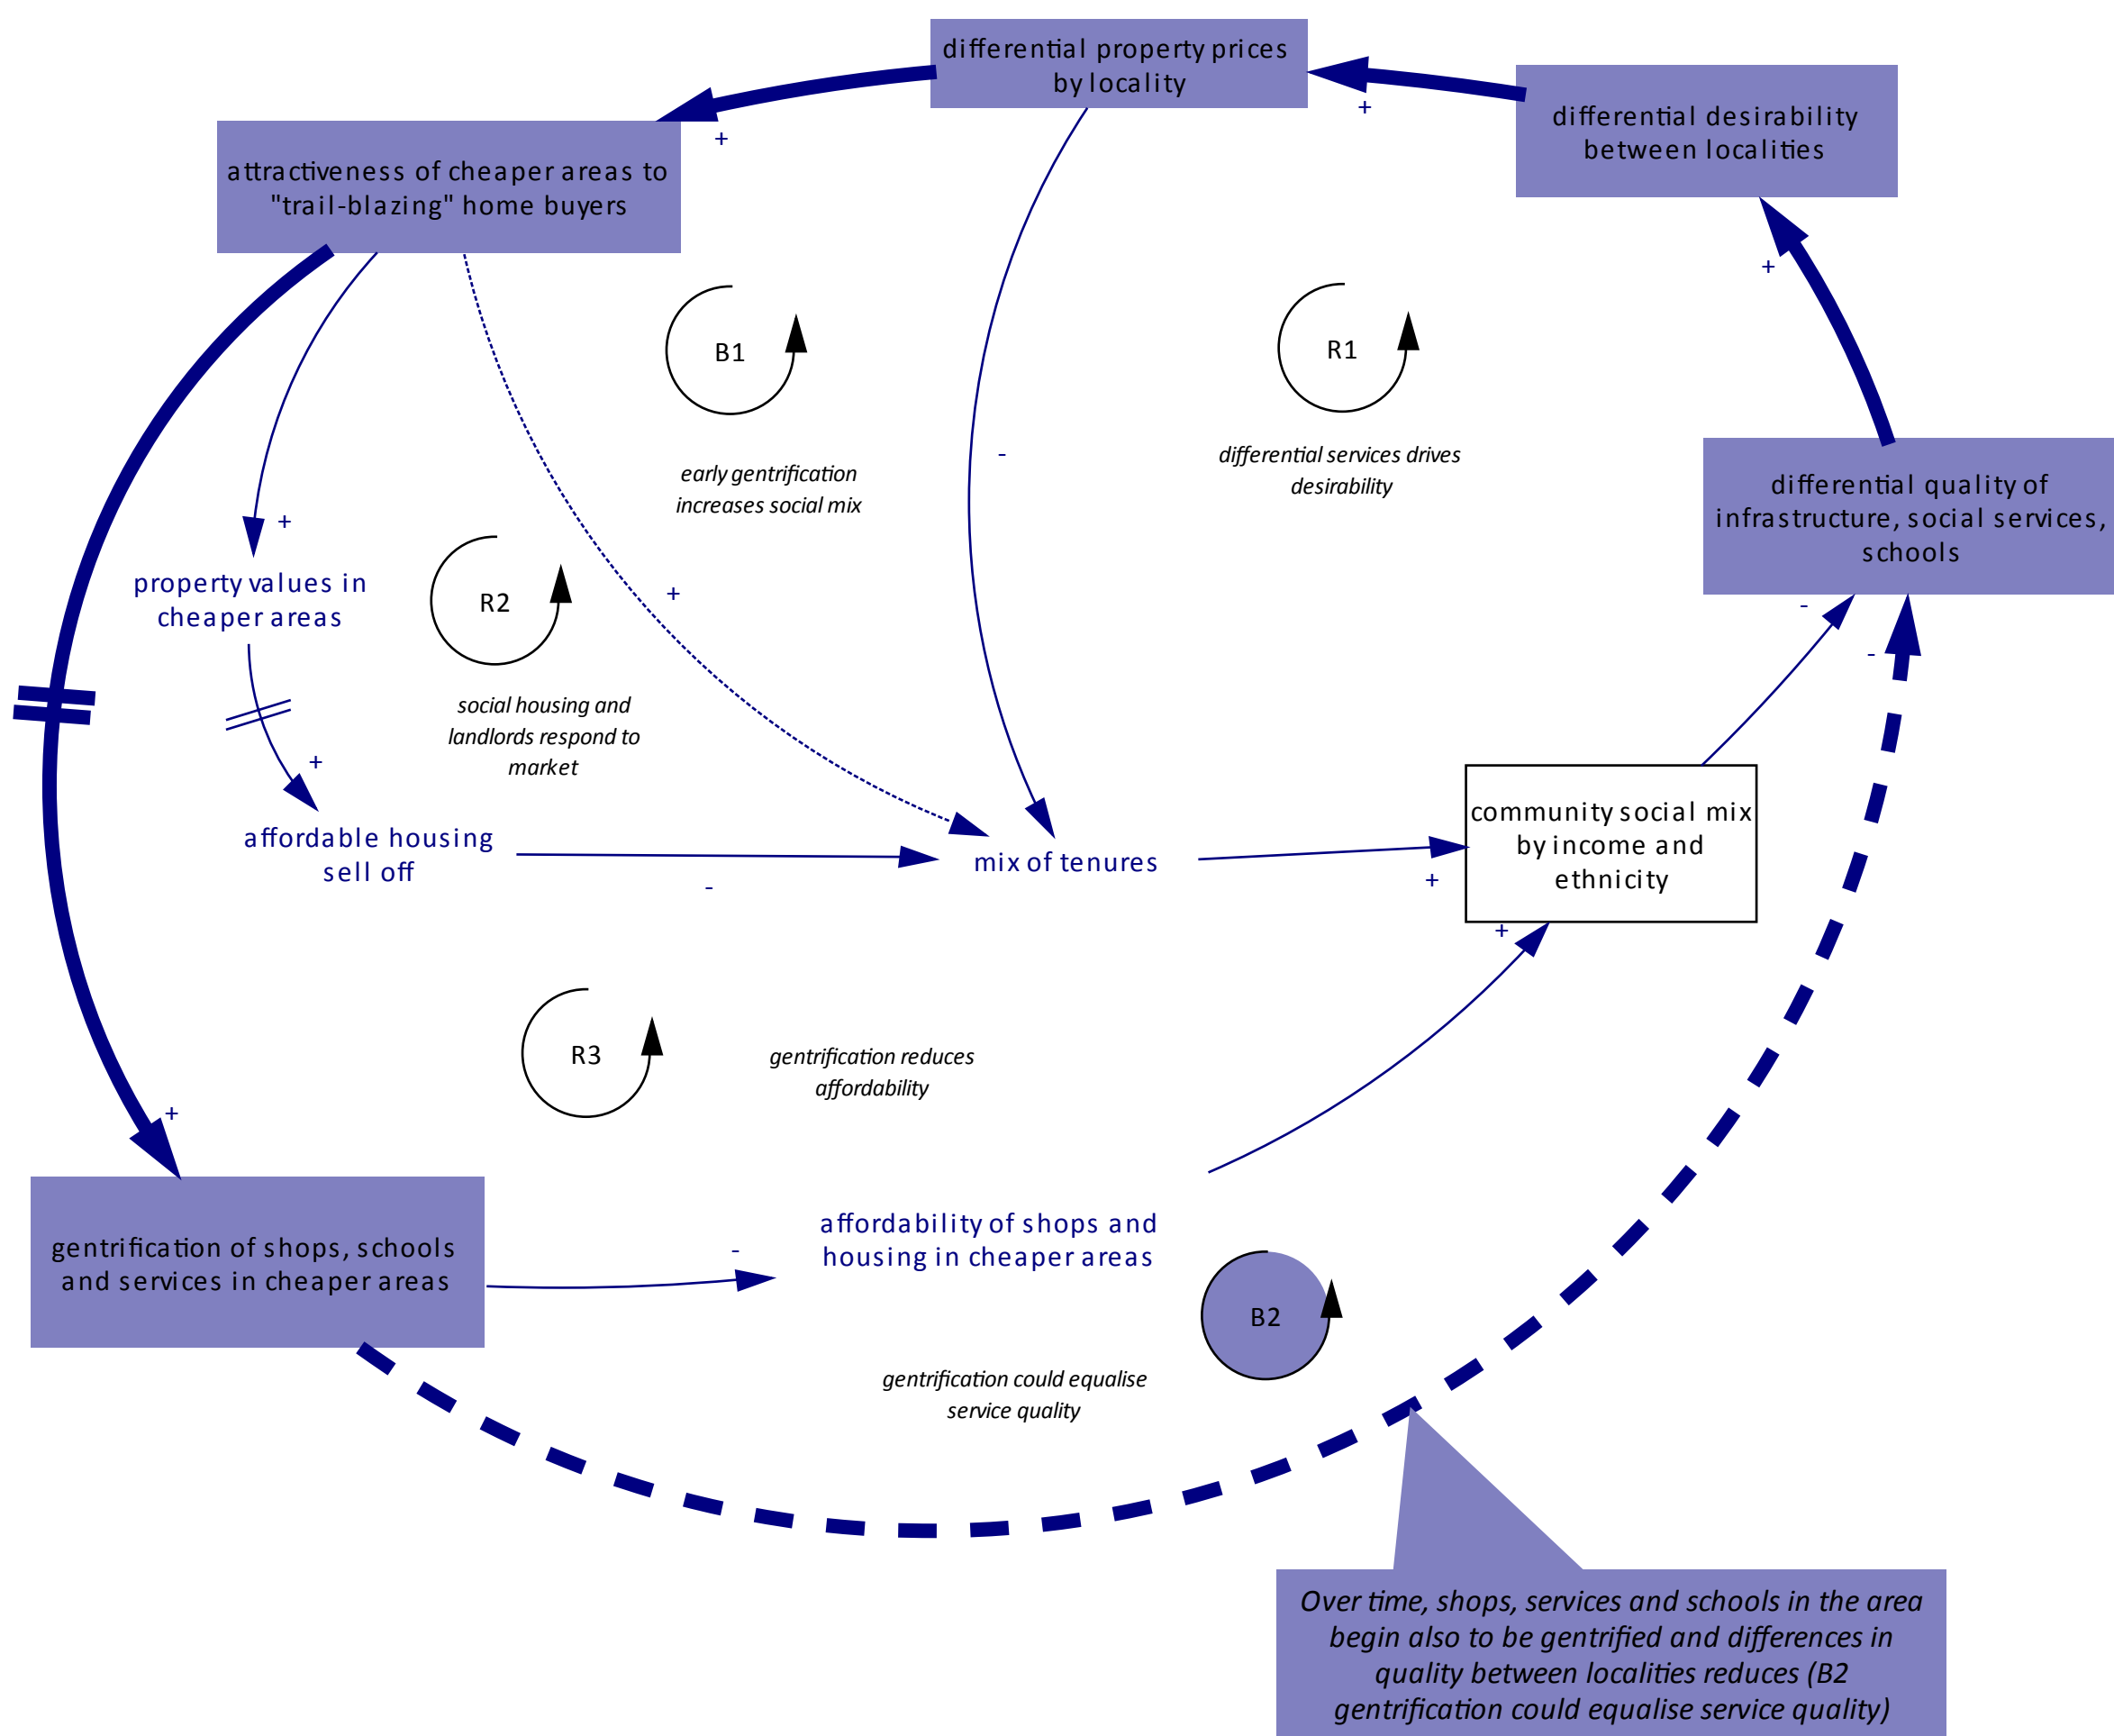 differential property prices
by locality
differential desirability
between localities
+
+
attractiveness of cheaper areas to
"trail-blazing" home buyers
+
B1
R1
early gentrification
increases social mix
-
differential services drives
desirability
differential quality of
infrastructure, social services,
schools
+
property values in
cheaper areas
R2
+
-
-
social housing and
landlords respond to
market
+
affordable housing
sell off
-
mix of tenures
+
community social mix
by income and
ethnicity
+
R3
gentrification reduces
affordability
+
gentrification of shops, schools
and services in cheaper areas
-
affordability of shops and
housing in cheaper areas
B2
gentrification could equalise
service quality
Over time, shops, services and schools in the area
begin also to be gentrified and differences in
quality between localities reduces (B2
gentrification could equalise service quality)